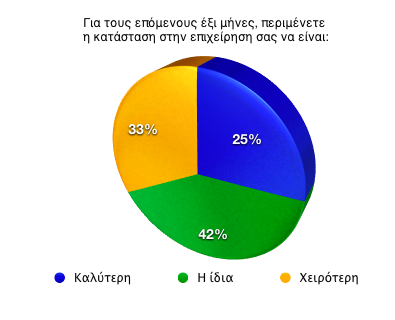 Για τους επόμενους έξι μήνες, περιμένετε
η κατάσταση στην επιχείρηση σας να είναι:
33%
25%
42%
Καλύτερη Η ίδια Χειρότερη